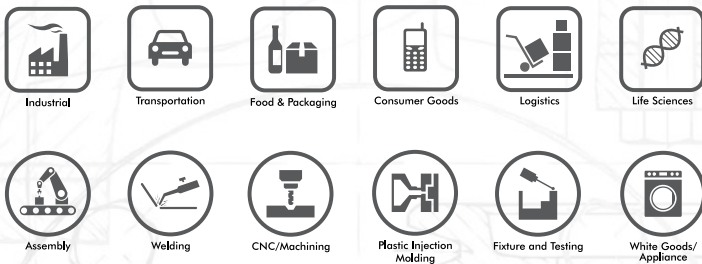 Industrial
Transportation
Food & Packaging
Consumer Goods
Logistics
Life Sciences
Assembly
Welding
CNC/Machining
Plastic Injection
Molding
Fixture and Testing
White Goods/
Appliance